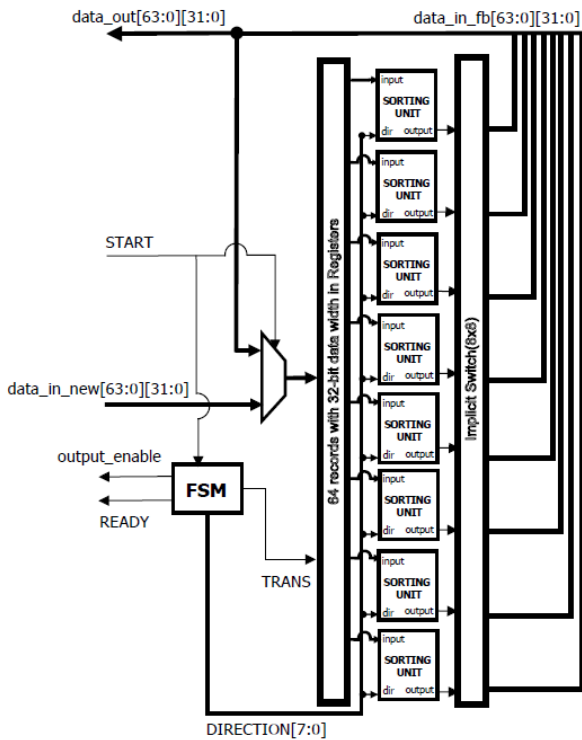 data_out[63:0][31:0]
data_in_fb[63:0][31:0]
input
SORTING
UNIT
dir output
input
SORTING
UNIT
dir output
START
input
SORTING
UNIT
dir output
input
SORTING
UNIT
dir output
data_in_new[63:0][31:0]
input
SORTING
UNIT
dir output
output_enable
FSM
READY
input
SORTING
UNIT
dir output
TRANS
input
SORTING
UNIT
dir output
input
SORTING
UNIT
dir output
DIRECTION[7:0]
64 records with 32-bit data width in Registers
Implicit Switch(8x8)